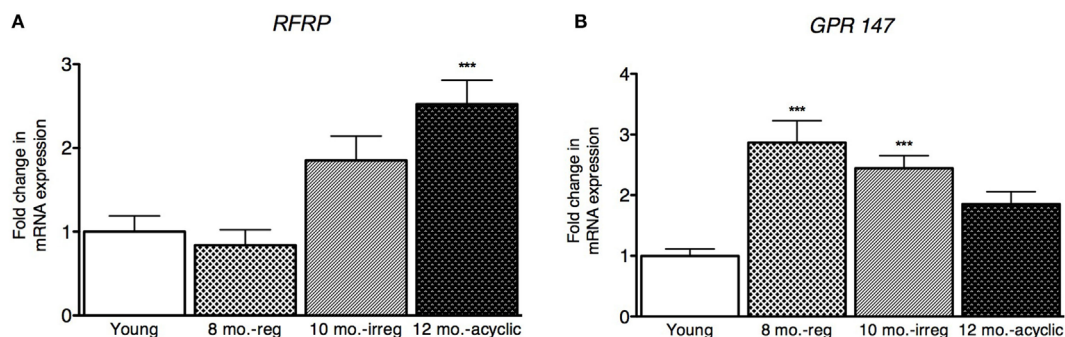 A
RFRP
Fold change in
mRNA expression
3
2
1
0
***
Young
8 mo.-reg
10 mo.-irreg
12 mo.-acyclic
B
GPR 147
Fold change in
mRNA expression
4
3
2
1
0
***
***
Young
8 mo.-reg
10 mo.-irreg
12 mo.-acyclic